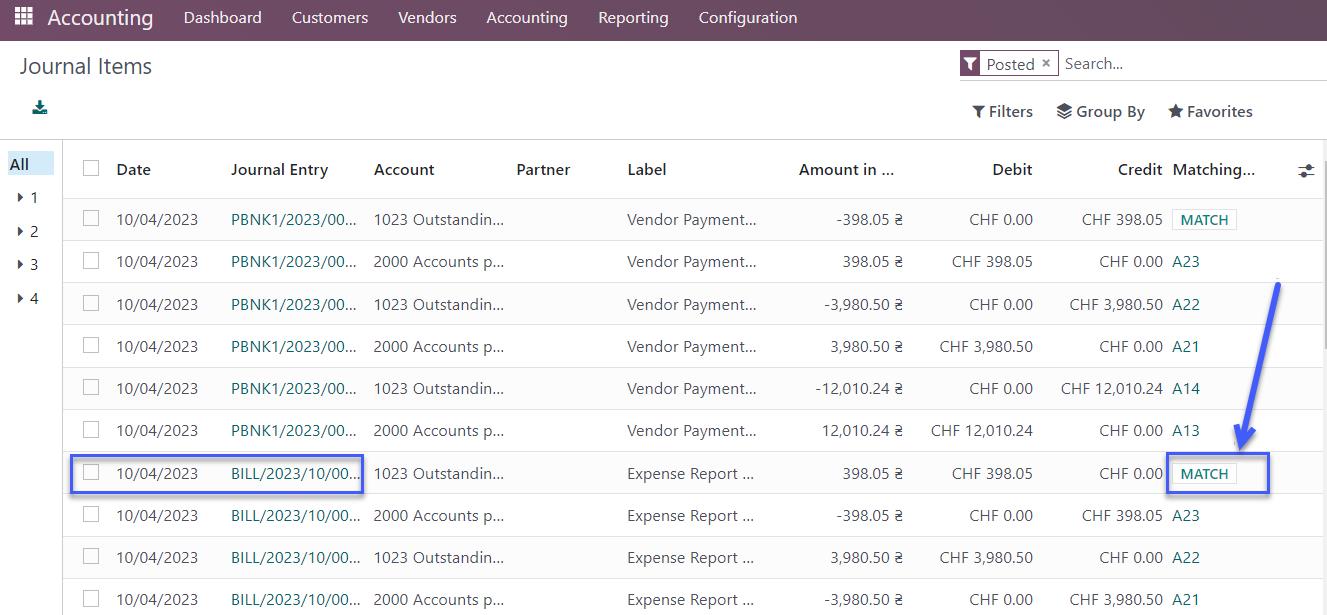 Accounting Dashboard Customers Vendors Accounting Reporting Configuration
Journal Items Posted × Search...
Filters Group By Favorites
All Date Journal Entry Account Partner Label Amount in ... Debit Credit Matching...
1
2
3
4
10/04/2023 PBNK1/2023/00... 1023 Outstandin... Vendor Payment... -398.05 ₴ CHF 0.00 CHF 398.05 MATCH
10/04/2023 PBNK1/2023/00... 2000 Accounts p... Vendor Payment... 398.05 ₴ CHF 398.05 CHF 0.00 A23
10/04/2023 PBNK1/2023/00... 1023 Outstandin... Vendor Payment... -3,980.50 ₴ CHF 0.00 CHF 3,980.50 A22
10/04/2023 PBNK1/2023/00... 2000 Accounts p... Vendor Payment... 3,980.50 ₴ CHF 3,980.50 CHF 0.00 A21
10/04/2023 PBNK1/2023/00... 1023 Outstandin... Vendor Payment... -12,010.24 ₴ CHF 0.00 CHF 12,010.24 A14
10/04/2023 PBNK1/2023/00... 2000 Accounts p... Vendor Payment... 12,010.24 ₴ CHF 12,010.24 CHF 0.00 A13
10/04/2023 BILL/2023/10/00... 1023 Outstandin... Expense Report ... 398.05 ₴ CHF 398.05 CHF 0.00 MATCH
10/04/2023 BILL/2023/10/00... 2000 Accounts p... Expense Report ... -398.05 ₴ CHF 0.00 CHF 398.05 A23
10/04/2023 BILL/2023/10/00... 1023 Outstandin... Expense Report ... 3,980.50 ₴ CHF 3,980.50 CHF 0.00 A22
10/04/2023 BILL/2023/10/00... 2000 Accounts p... Expense Report ... -3,980.50 ₴ CHF 0.00 CHF 3,980.50 A21